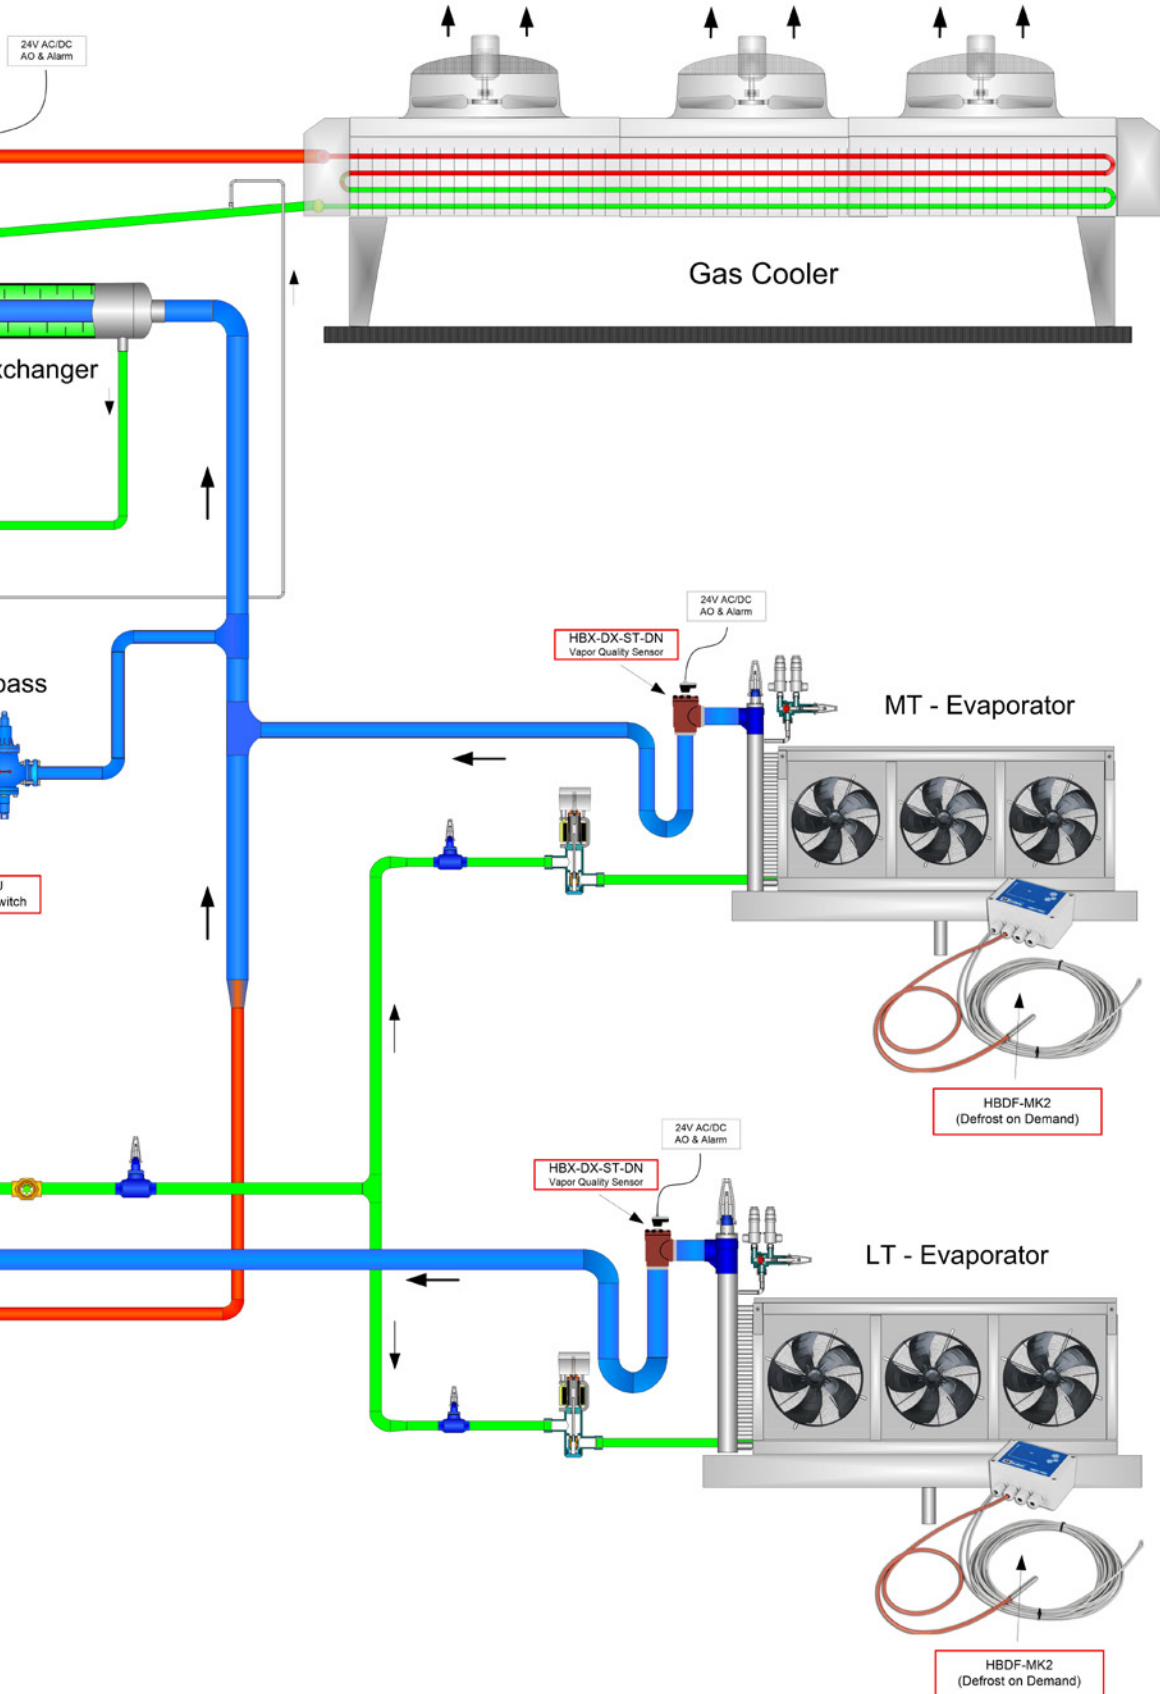 24V AC/DC
AO & Alarm
Gas Cooler
xchanger
24V AC/DC
AO & Alarm
HBX-DX-ST-DN
Vapor Quality Sensor
pass
MT - Evaporator
witch
HBDF-MK2
(Defrost on Demand)
24V AC/DC
AO & Alarm
HBX-DX-ST-DN
Vapor Quality Sensor
LT - Evaporator
HBDF-MK2
(Defrost on Demand)